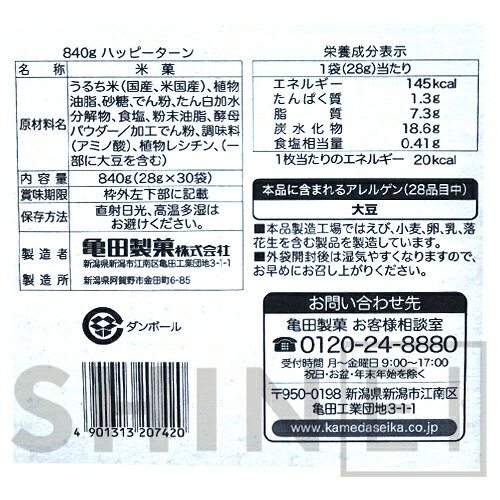 840g ハッピーターン
名称 米菓
原材料名 うるち米(国産、米国産)、植物
油脂、砂糖、でん粉、たん白加水
分解物、食塩、粉末油脂、酵母
パウダー/加工でん粉、調味料
(アミノ酸)、植物レシチン、(一
部に大豆を含む)
内容量 840g(28g×30袋)
賞味期限 枠外左下部に記載
保存方法 直射日光、高温多湿は
お避けください。
製造者 亀田製菓株式会社
新潟県新潟市江南区亀田工業団地3-1-1
製造所 新潟県阿賀野市金田町6-85
ダンボール
4 901313 207420
栄養成分表示
1袋(28g)当たり
エネルギー 145kcal
たんぱく質 1.3g
脂質 7.3g
炭水化物 18.6g
食塩相当量 0.41g
1枚当たりのエネルギー 20kcal
本品に含まれるアレルゲン(28品目中)
大豆
■本品製造工場ではえび、小麦、卵、乳、落
花生を含む製品を製造しています。
■外袋開封後は湿気やすくなりますので、
お早めにお召し上がりください。
お問い合わせ先
亀田製菓 お客様相談室
0120-24-8880
受付時間 月〜金曜日 9:00〜17:00
祝日・お盆・年末年始を除く
〒950-0198 新潟県新潟市江南区
亀田工業団地3-1-1
www.kamedaseika.co.jp
SHINLI